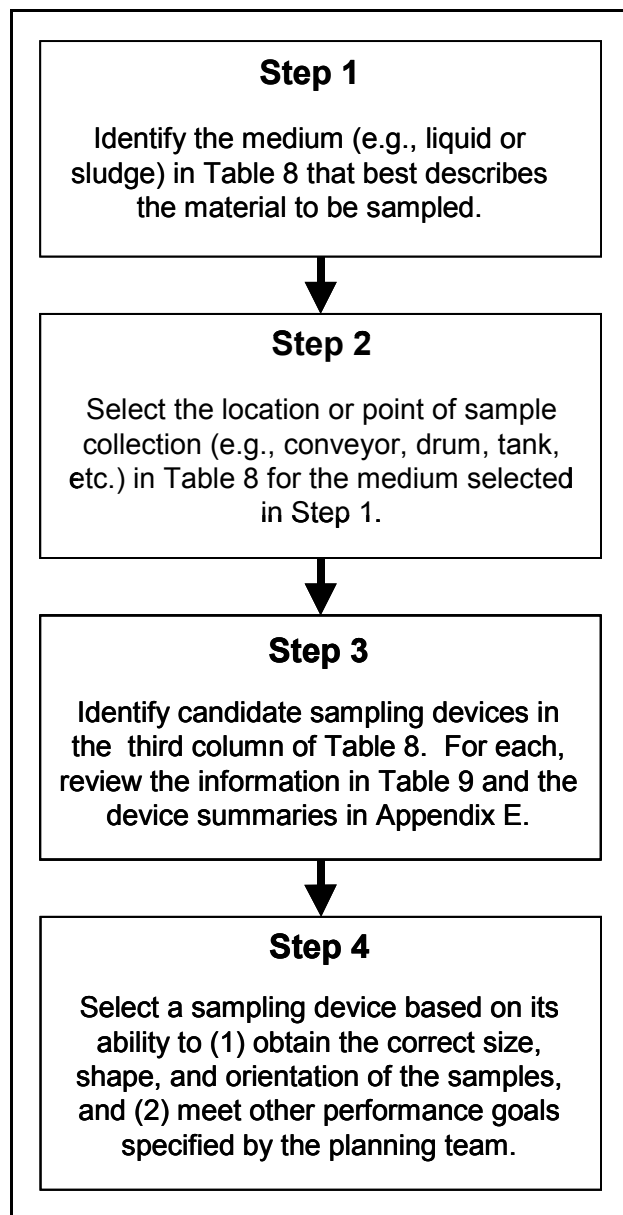 Step 1
Identify the medium (e.g., liquid or
sludge) in Table 8 that best describes
the material to be sampled.
Step 2
Select the location or point of sample
collection (e.g., conveyor, drum, tank,
etc.) in Table 8 for the medium selected
in Step 1.
Step 3
Identify candidate sampling devices in
the third column of Table 8. For each,
review the information in Table 9 and the
device summaries in Appendix E.
Step 4
Select a sampling device based on its
ability to (1) obtain the correct size,
shape, and orientation of the samples,
and (2) meet other performance goals
specified by the planning team.